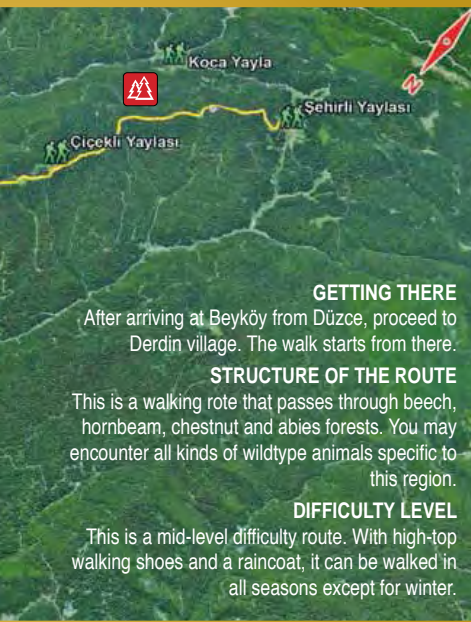 Koca Yayla
N
Şehirli Yaylası
Çiçekli Yaylası
GETTING THERE
After arriving at Beyköy from Düzce, proceed to
Derdin village. The walk starts from there.
STRUCTURE OF THE ROUTE
This is a walking rote that passes through beech,
hornbeam, chestnut and abies forests. You may
encounter all kinds of wildtype animals specific to
this region.
DIFFICULTY LEVEL
This is a mid-level difficulty route. With high-top
walking shoes and a raincoat, it can be walked in
all seasons except for winter.